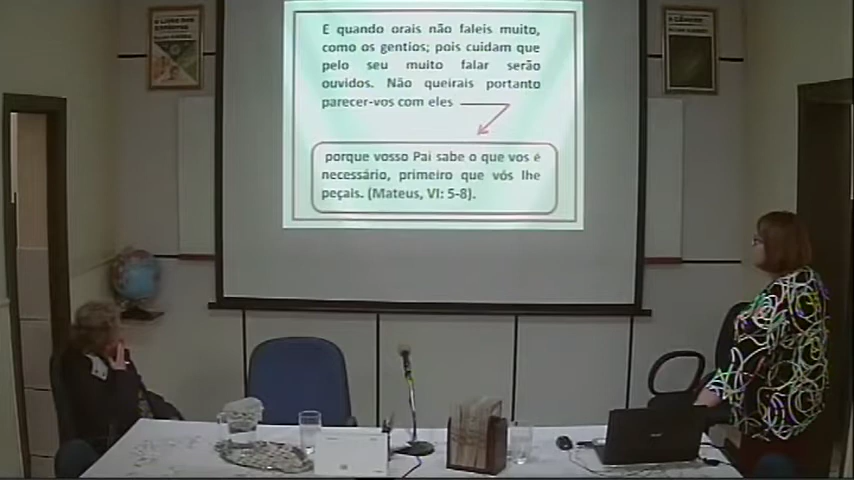 E quando orais não faleis muito,
como os gentios; pois cuidam que
pelo seu muito falar serão
ouvidos. Não queirais portanto
parecer-vos com eles
porque vosso Pai sabe o que vos é
necessário, primeiro que vós lhe
peçais. (Mateus, VI: 5-8).